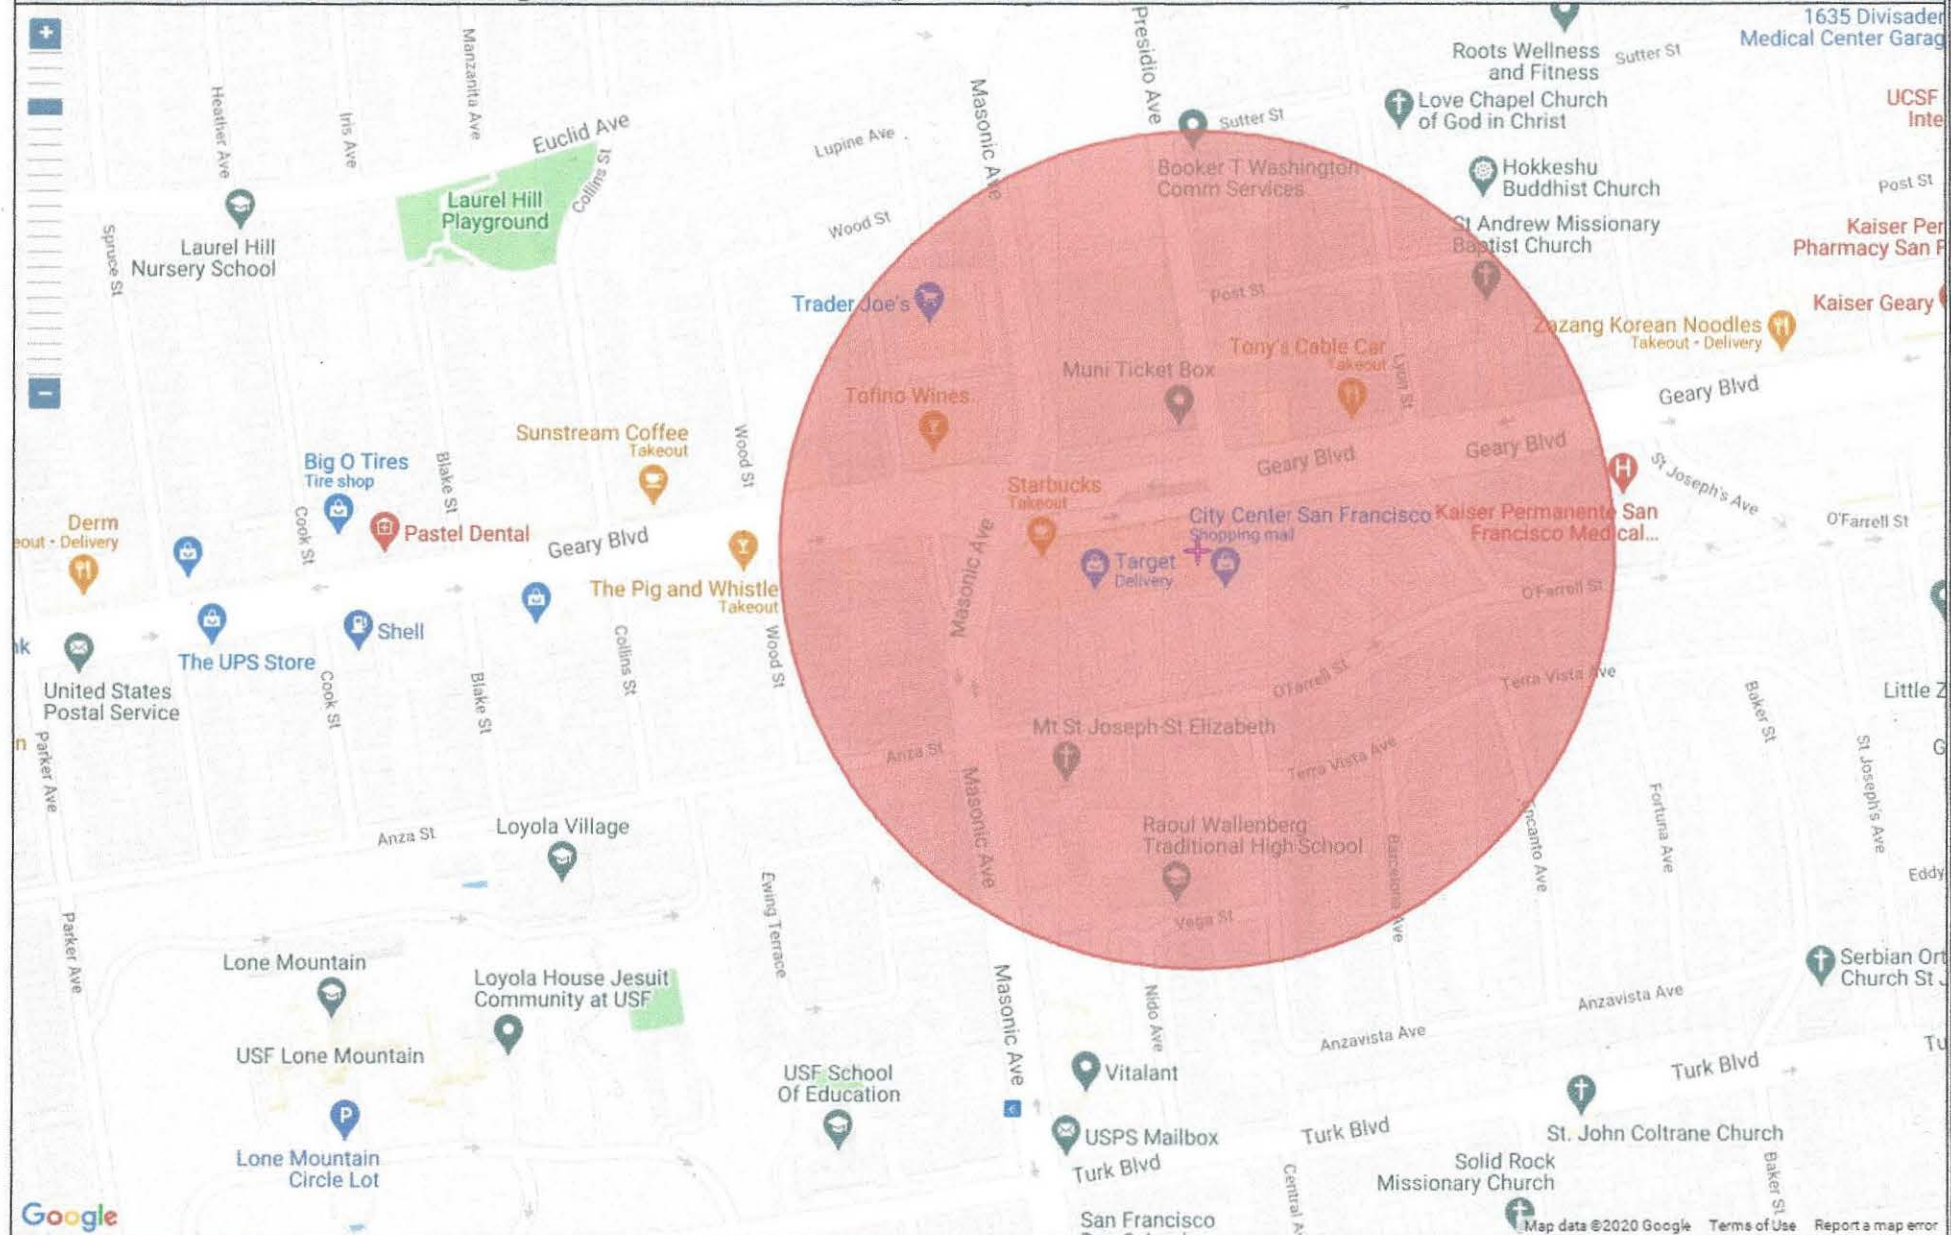 1635 Divisader
Medical Center Garag
Roots Wellness
and Fitness
Sutter St
Presidio Ave
Manzanita Ave
Masonic Ave
Heather Ave
Iris Ave
Euclid Ave
Lupine Ave
Collins St
Sutter St
Love Chapel Church
of God in Christ
UCSF
Inte
Booker T Washington
Comm Services
Hokkeshu
Buddhist Church
Post St
Laurel Hill
Playground
Wood St
St Andrew Missionary
Baptist Church
Kaiser Per
Pharmacy San F
Laurel Hill
Nursery School
Spruce St
Trader Joe's
Post St
Kaiser Geary
Zazang Korean Noodles
Takeout • Delivery
Tony's Cable Car
Takeout
Muni Ticket Box
Lyon St
Geary Blvd
Tofino Wines
Sunstream Coffee
Takeout
Wood St
Geary Blvd
Geary Blvd
Big O Tires
Tire shop
Blake St
St Joseph's Ave
H
Starbucks
Takeout
City Center San Francisco
Shopping mall
Kaiser Permanente San
Francisco Medical...
O'Farrell St
Derm
eout • Delivery
Cook St
Pastel Dental
Geary Blvd
Masonic Ave
Target
Delivery
The Pig and Whistle
Takeout
O'Farrell St
Shell
The UPS Store
nk
United States
Postal Service
Collins St
Wood St
Cook St
Blake St
O'Farrell St
Terra Vista Ave
Baker St
Little Z
Mt St Joseph-St Elizabeth
n
Parker Ave
Anza St
Terra Vista Ave
St Joseph's Ave
G
Masonic Ave
Anza St
Loyola Village
Raoul Wallenberg
Traditional High School
Barcelona Ave
Encanto Ave
Fortuna Ave
Eddy
Ewing Terrace
Parker Ave
Vega St
Lone Mountain
Loyola House Jesuit
Community at USF
Masonic Ave
Nido Ave
Serbian Ort
Church St J
Anzavista Ave
Anzavista Ave
USF Lone Mountain
Tu
USF School
Of Education
Vitalant
Turk Blvd
P
Lone Mountain
Circle Lot
USPS Mailbox
Turk Blvd
Turk Blvd
St. John Coltrane Church
Central A
Solid Rock
Missionary Church
Baker St
San Francisco
Google
Map data ©2020 Google
Terms of Use
Report a map error